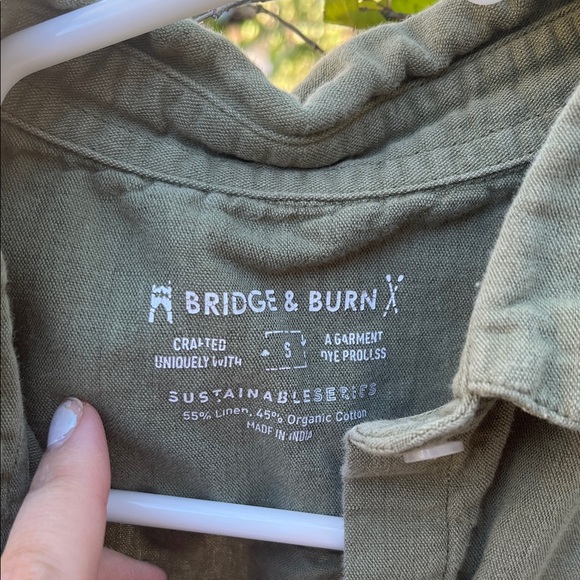 BRIDGE & BURN
CRAFTED UNIQUELY WITH
S
A GARMENT DYE PROCESS
SUSTAINABLE SERIES
55% Linen, 45% Organic Cotton
MADE IN INDIA